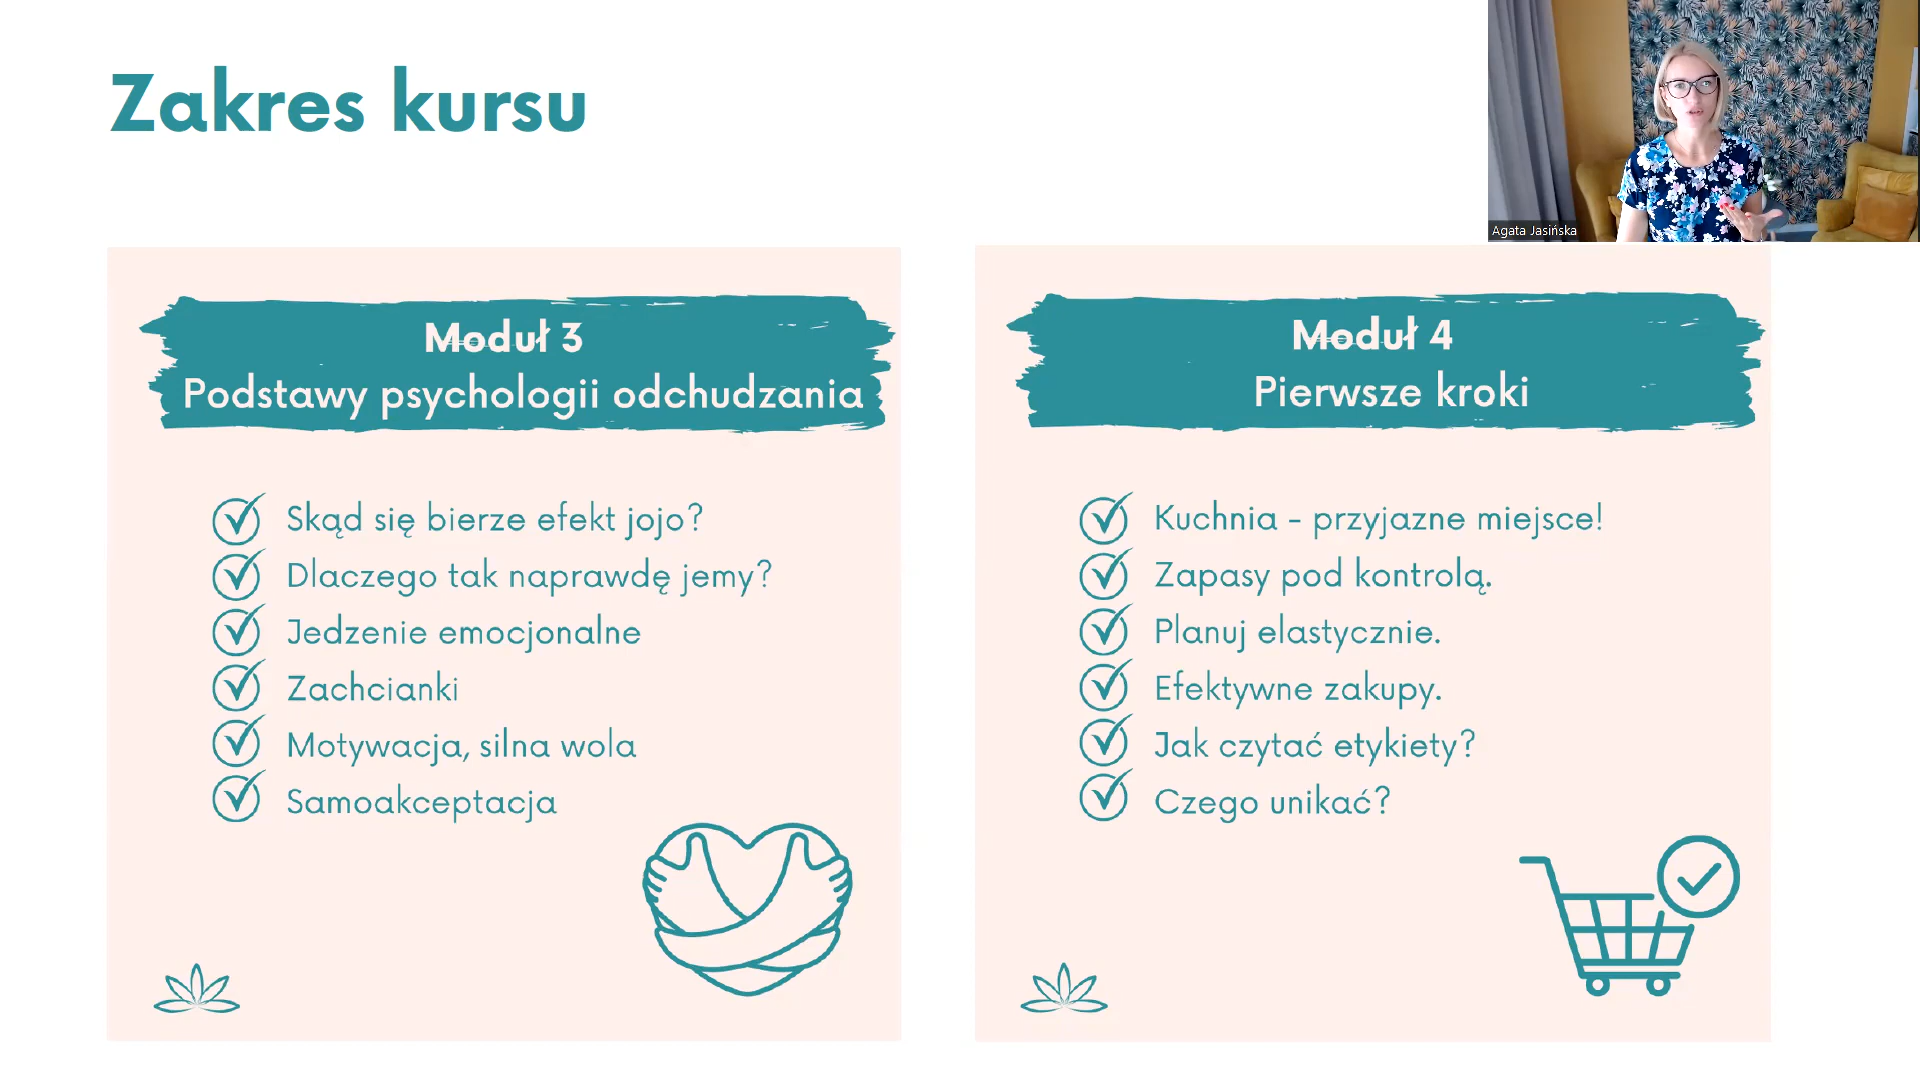 Zakres kursu
Agata Jasińska
Moduł 3
Podstawy psychologii odchudzania
Skąd się bierze efekt jojo?
Dlaczego tak naprawdę jemy?
Jedzenie emocjonalne
Zachcianki
Motywacja, silna wola
Samoakceptacja
Moduł 4
Pierwsze kroki
Kuchnia - przyjazne miejsce!
Zapasy pod kontrolą.
Planuj elastycznie.
Efektywne zakupy.
Jak czytać etykiety?
Czego unikać?